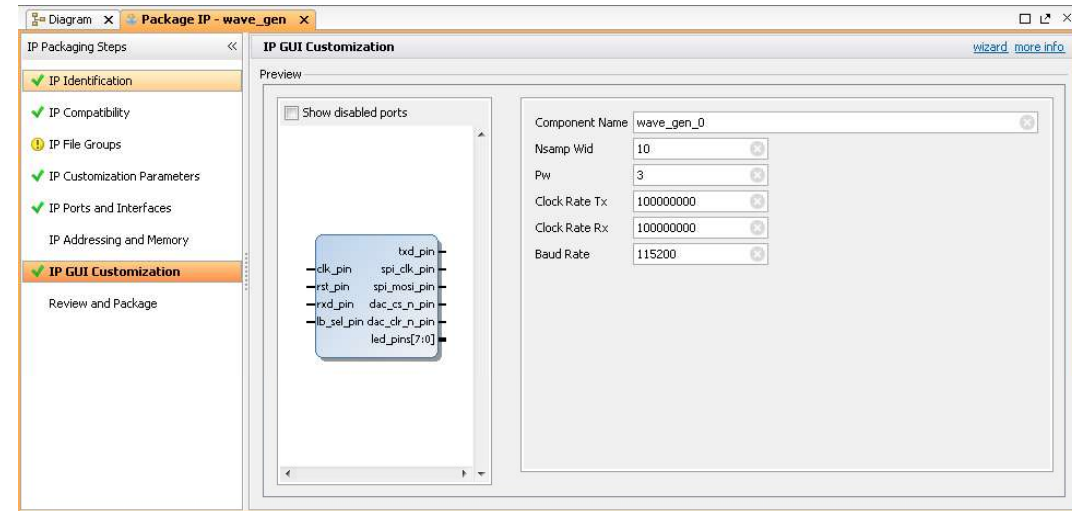 Diagram
Package IP - wave_gen
IP Packaging Steps
IP GUI Customization
wizard more info
IP Identification
IP Compatibility
IP File Groups
IP Customization Parameters
IP Ports and Interfaces
IP Addressing and Memory
IP GUI Customization
Review and Package
Preview
Show disabled ports
txd_pin
clk_pin spi_clk_pin
rst_pin spi_mosi_pin
rxd_pin dac_cs_n_pin
lb_sel_pin dac_clr_n_pin
led_pins[7:0]
Component Name wave_gen_0
Nsamp Wid 10
Pw 3
Clock Rate Tx 100000000
Clock Rate Rx 100000000
Baud Rate 115200